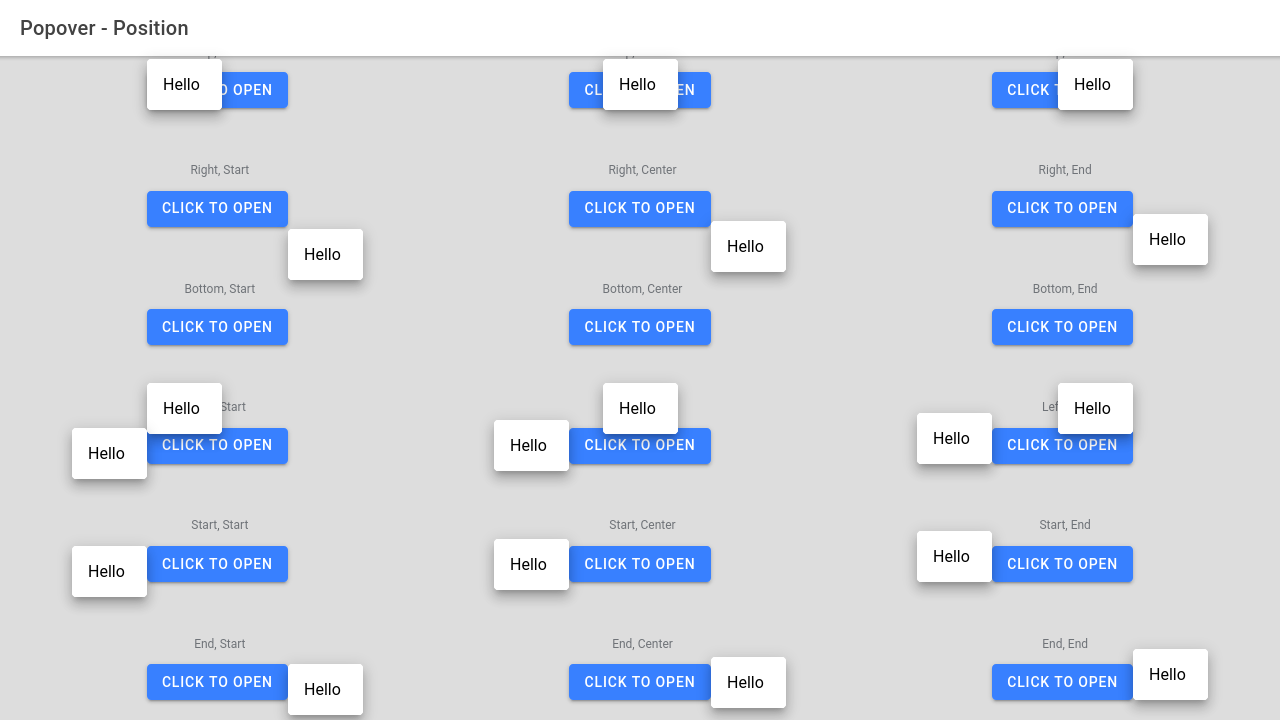 Popover - Position
Hello
O OPEN
CL
Hello
EN
CLICK
Hello
Right, Start
Right, Center
Right, End
CLICK TO OPEN
CLICK TO OPEN
CLICK TO OPEN
Hello
Hello
Hello
Bottom, Start
Bottom, Center
Bottom, End
CLICK TO OPEN
CLICK TO OPEN
CLICK TO OPEN
Hello
Start
Hello
Lef
Hello
Hello
CLICK TO OPEN
Hello
CLICK TO OPEN
Hello
CLICK TO OPEN
Start, Start
Start, Center
Start, End
Hello
CLICK TO OPEN
Hello
CLICK TO OPEN
Hello
CLICK TO OPEN
End, Start
End, Center
End, End
CLICK TO OPEN
Hello
CLICK TO OPEN
Hello
CLICK TO OPEN
Hello